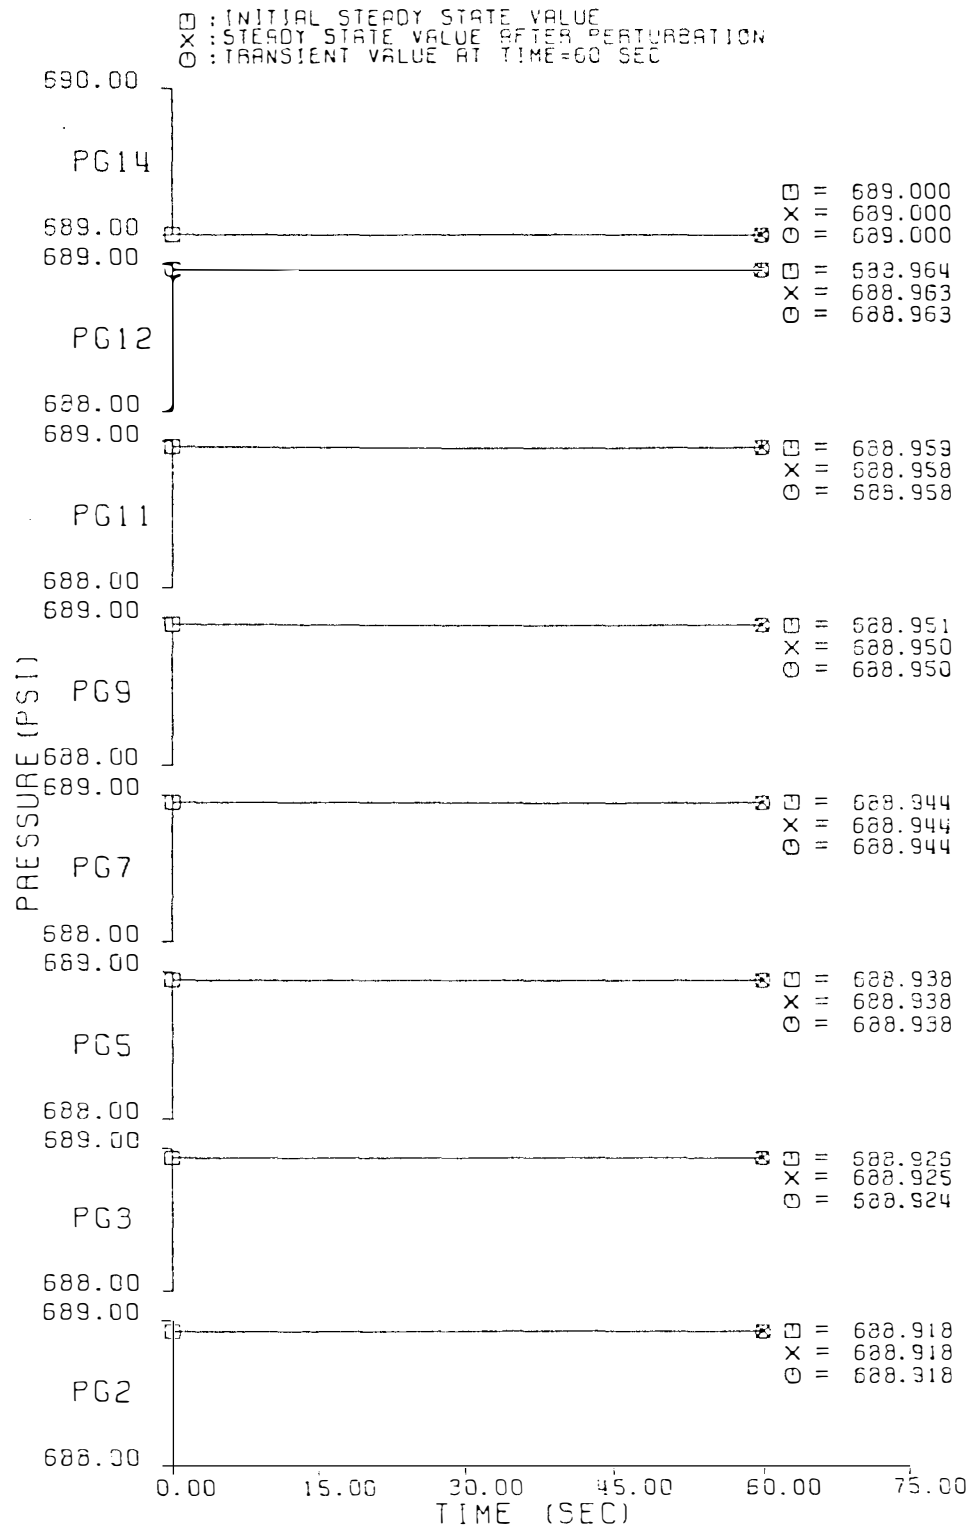 □ : INITIAL STEADY STATE VALUE
X : STEADY STATE VALUE AFTER PERTURBATION
O : TRANSIENT VALUE AT TIME=60 SEC
690.00
PG14
689.00
□ = 689.000
X = 689.000
O = 689.000
689.00
PG12
688.00
□ = 688.964
X = 688.963
O = 688.963
689.00
PG11
688.00
□ = 688.959
X = 688.958
O = 688.958
689.00
PG9
688.00
□ = 688.951
X = 688.950
O = 688.950
PRESSURE (PSI)
689.00
PG7
688.00
□ = 688.944
X = 688.944
O = 688.944
689.00
PG5
688.00
□ = 688.938
X = 688.938
O = 688.938
689.00
PG3
688.00
□ = 688.926
X = 688.925
O = 688.924
689.00
PG2
688.00
□ = 688.918
X = 688.918
O = 688.918
0.00 15.00 30.00 45.00 60.00 75.00
TIME (SEC)